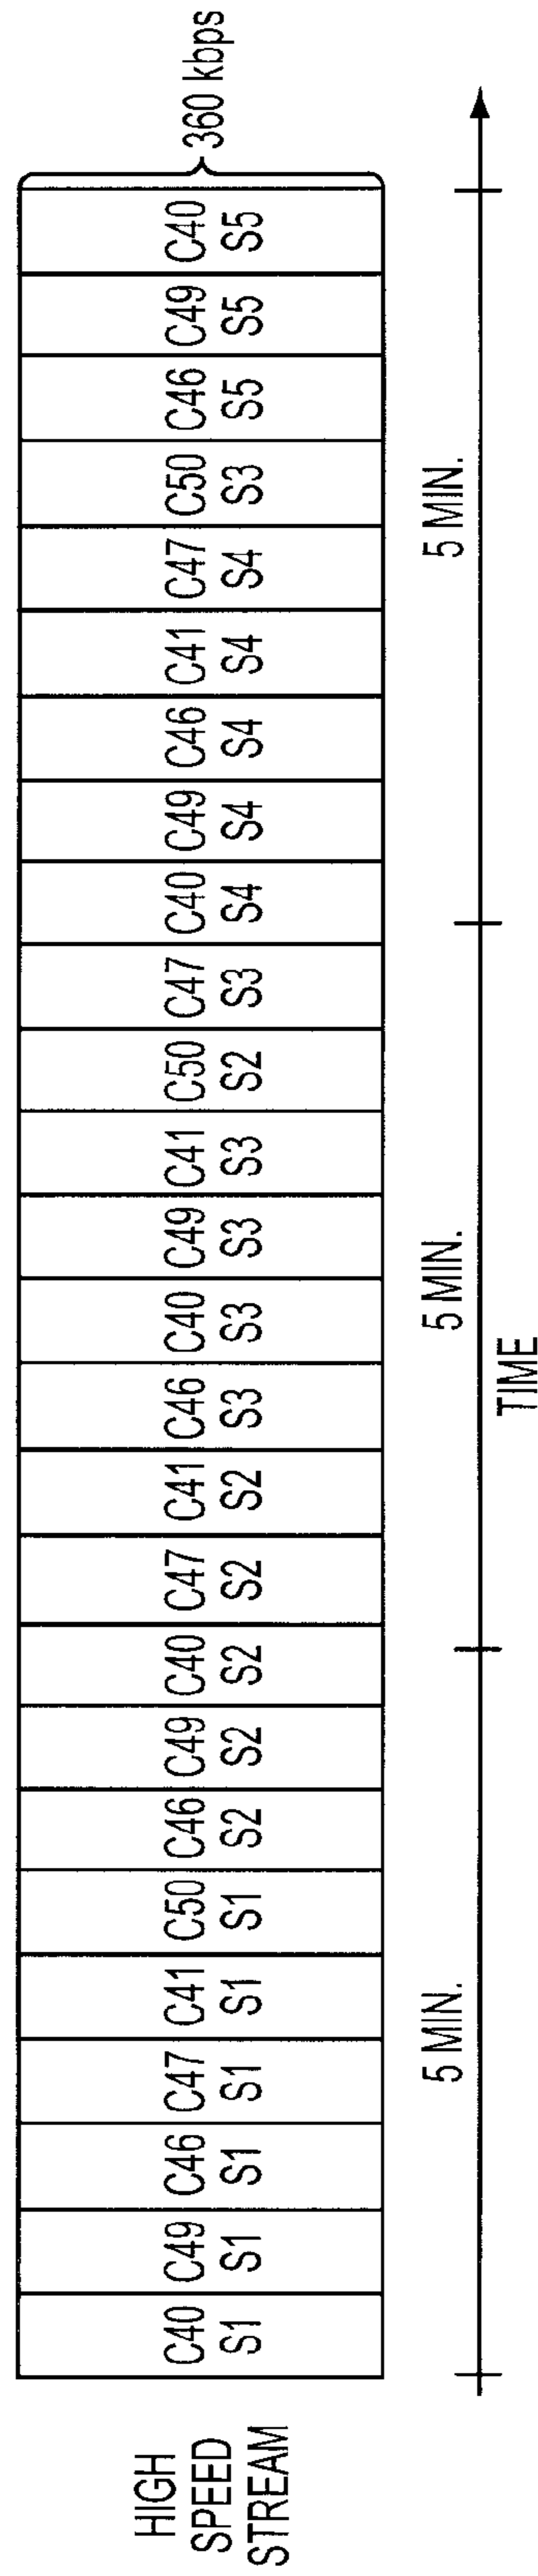 HIGH
SPEED
STREAM
C40 C49 C46 C47 C41 C50 C46 C49 C40 C47 C41 C46 C40 C49 C41 C50 C47 C40 C49 C46 C41 C47 C50 C46 C49 C40
S1 S1 S1 S1 S1 S1 S2 S2 S2 S2 S2 S3 S3 S3 S3 S2 S3 S4 S4 S4 S4 S4 S3 S5 S5 S5
360 kbps
5 MIN. 5 MIN. 5 MIN.
TIME